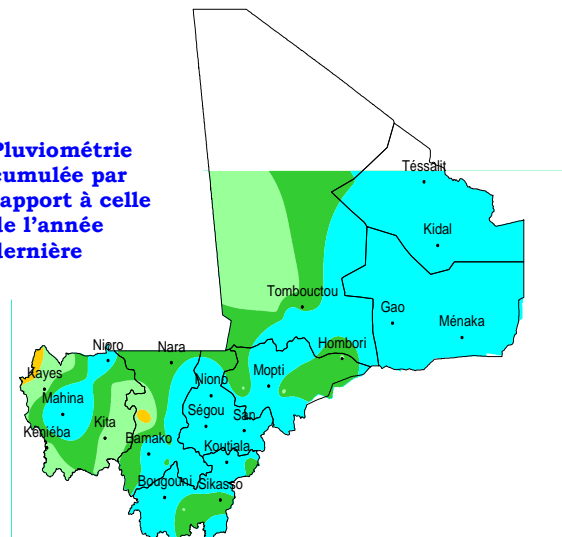 Pluviométrie
cumulée par
rapport à celle
de l’année
dernière
Téssalit
Kidal
Tombouctou
Gao
Ménaka
Nioro
Nara
Hombori
Kayes
Niono
Mopti
Mahina
Ségou
San
Kéniéba
Kita
Bamako
Koutiala
Bougouni
Sikasso